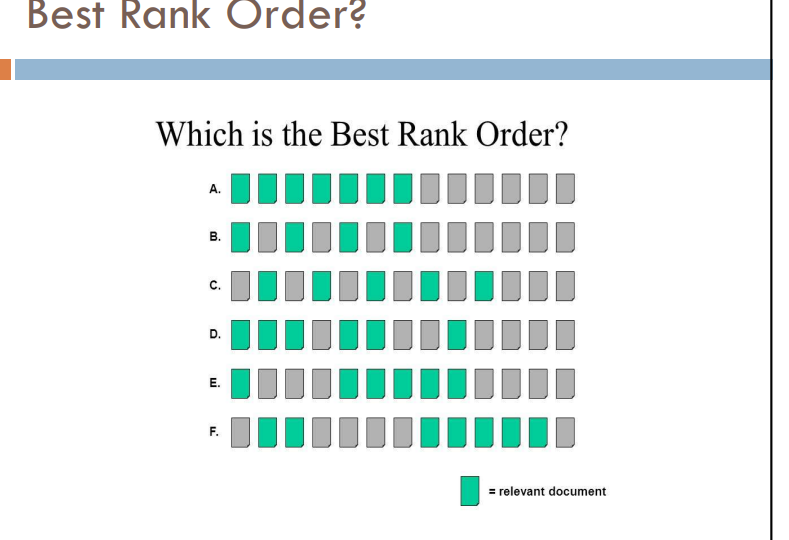 Best Rank Order?
Which is the Best Rank Order?
A.
B.
C.
D.
E.
F.
= relevant document